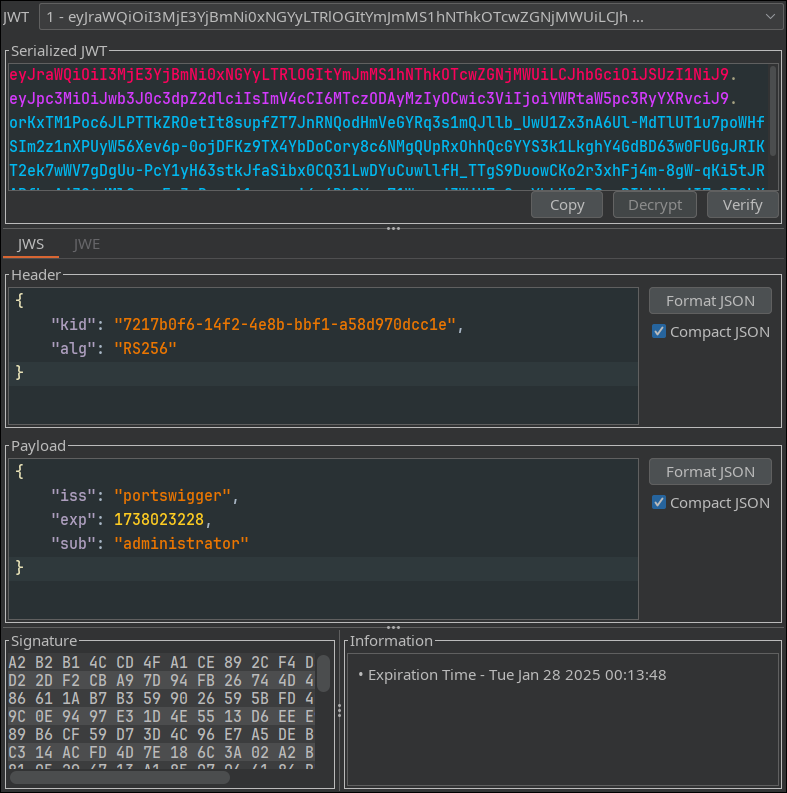 JWT 1 - eyJraWQiOiI3MjE3YjBmNi0xNGYyLTRlOGItYmJmMS1hNThkOTcwZGNjMWUiLCJh ...
Serialized JWT
eyJraWQiOiI3MjE3YjBmNi0xNGYyLTRlOGItYmJmMS1hNThkOTcwZGNjMWUiLCJhbGciOiJSUzI1NiJ9.
eyJpc3MiOiJwb3J0c3dpZ2dlciIsImV4cCI6MTczODAyMzIyOCwic3ViIjoiYWRtaW5pc3RyYXRvciJ9.
orKxTM1Poc6JLPTTkZROetIt8supfZT7JnRNQodHmVeGYRq3s1mQJllb_UwU1Zx3nA6Ul-MdTlUT1u7poWHf
SIm2z1nXPUyW56Xev6p-0ojDFKz9TX4YbDoCory8c6NMgQUpRxOhhQcGYYS3k1LkghY4GdBD63w0FUGgJRIK
T2ek7wWV7gDgUu-PcY1yH63stkJfaSibx0CQ31LwDYuCuwllfH_TTgS9DuowCKo2r3xhFj4m-8gW-qKi5tJR
Copy Decrypt Verify
JWS JWE
Header
{
"kid": "7217b0f6-14f2-4e8b-bbf1-a58d970dcc1e",
"alg": "RS256"
}
Format JSON
Compact JSON
Payload
{
"iss": "portswigger",
"exp": 1738023228,
"sub": "administrator"
}
Format JSON
Compact JSON
Signature
A2 B2 B1 4C CD 4F A1 CE 89 2C F4 D
D2 2D F2 CB A9 7D 94 FB 26 74 4D 4
86 61 1A B7 B3 59 90 26 59 5B FD 4
9C 0E 94 97 E3 1D 4E 55 13 D6 EE E
89 B6 CF 59 D7 3D 4C 96 E7 A5 DE B
C3 14 AC FD 4D 7E 18 6C 3A 02 A2 B
Information
• Expiration Time - Tue Jan 28 2025 00:13:48